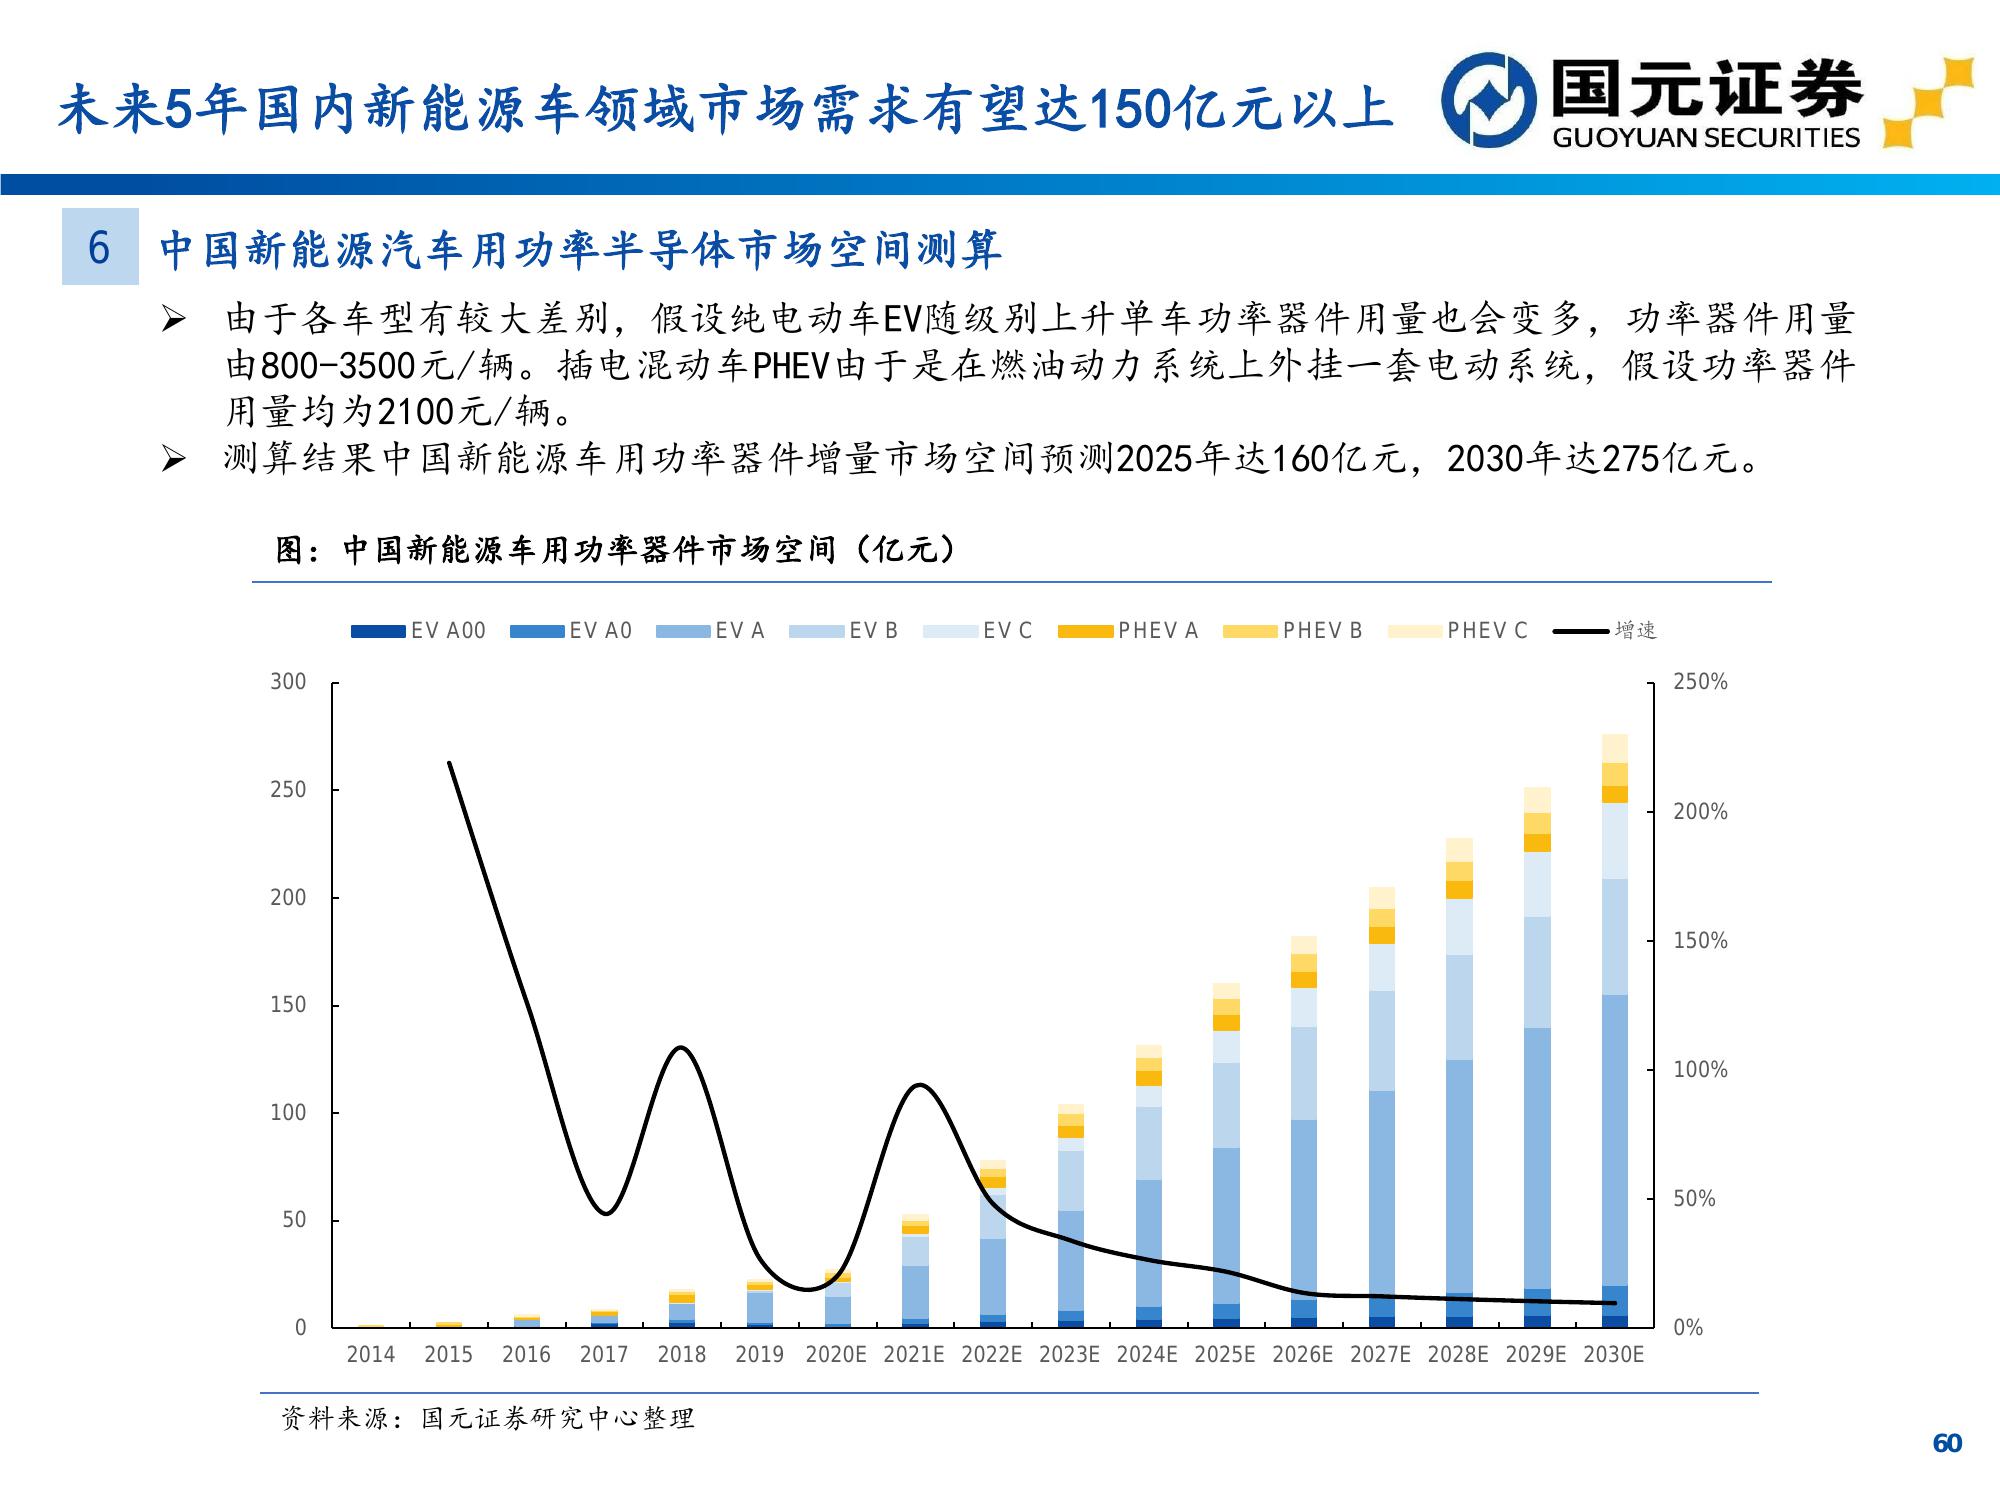 未来5年国内新能源车领域市场需求有望达150亿元以上
国元证券
GUOYUAN SECURITIES
6 中国新能源汽车用功率半导体市场空间测算
➢ 由于各车型有较大差别，假设纯电动车EV随级别上升单车功率器件用量也会变多，功率器件用量
由800-3500元/辆。插电混动车PHEV由于是在燃油动力系统上外挂一套电动系统，假设功率器件
用量均为2100元/辆。
➢ 测算结果中国新能源车用功率器件增量市场空间预测2025年达160亿元，2030年达275亿元。
图：中国新能源车用功率器件市场空间（亿元）
EV A00 EV A0 EV A EV B EV C PHEV A PHEV B PHEV C 增速
300 250%
250 200%
200 150%
150 100%
100 50%
50 0%
0
2014 2015 2016 2017 2018 2019 2020E 2021E 2022E 2023E 2024E 2025E 2026E 2027E 2028E 2029E 2030E
资料来源：国元证券研究中心整理
60